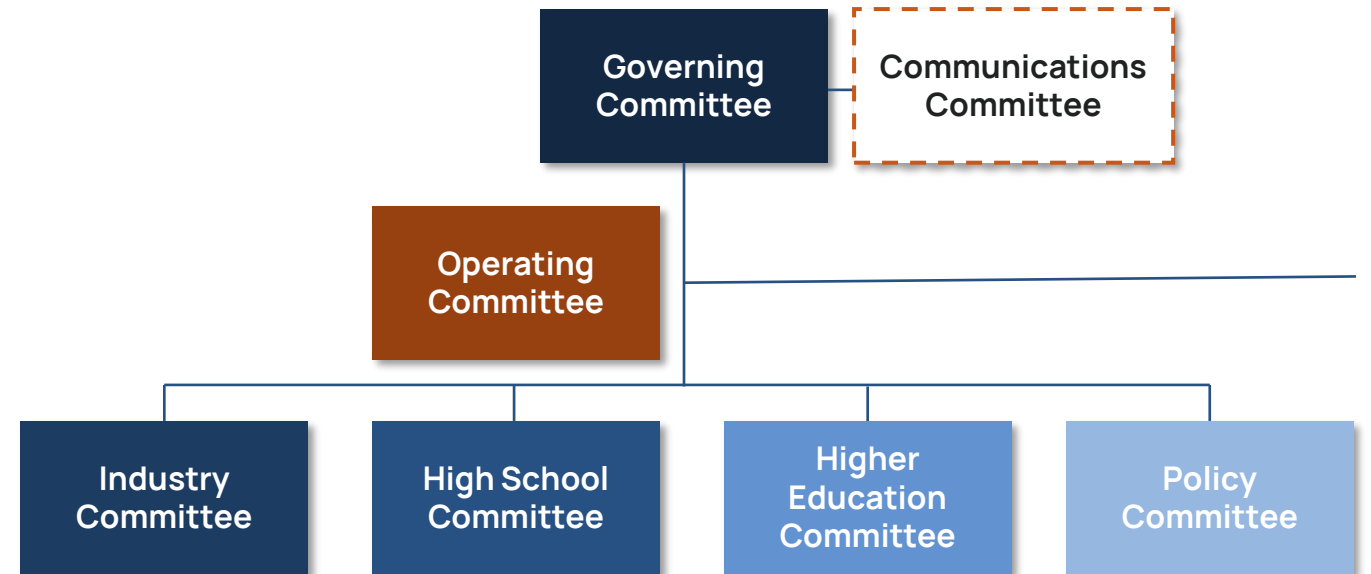 Governing
Committee
Communications
Committee
Operating
Committee
Industry
Committee
High School
Committee
Higher
Education
Committee
Policy
Committee